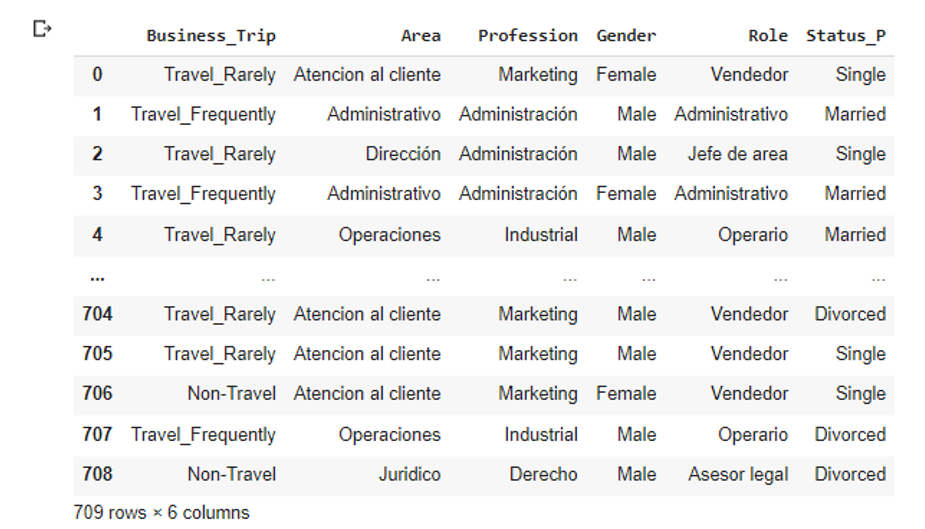 Business_Trip Area Profession Gender Role Status_P
0 Travel_Rarely Atencion al cliente Marketing Female Vendedor Single
1 Travel_Frequently Administrativo Administración Male Administrativo Married
2 Travel_Rarely Dirección Administración Male Jefe de area Single
3 Travel_Frequently Administrativo Administración Female Administrativo Married
4 Travel_Rarely Operaciones Industrial Male Operario Married
... ... ... ... ... ... ...
704 Travel_Rarely Atencion al cliente Marketing Male Vendedor Divorced
705 Travel_Rarely Atencion al cliente Marketing Male Vendedor Single
706 Non-Travel Atencion al cliente Marketing Female Vendedor Single
707 Travel_Frequently Operaciones Industrial Male Operario Divorced
708 Non-Travel Juridico Derecho Male Asesor legal Divorced
709 rows × 6 columns